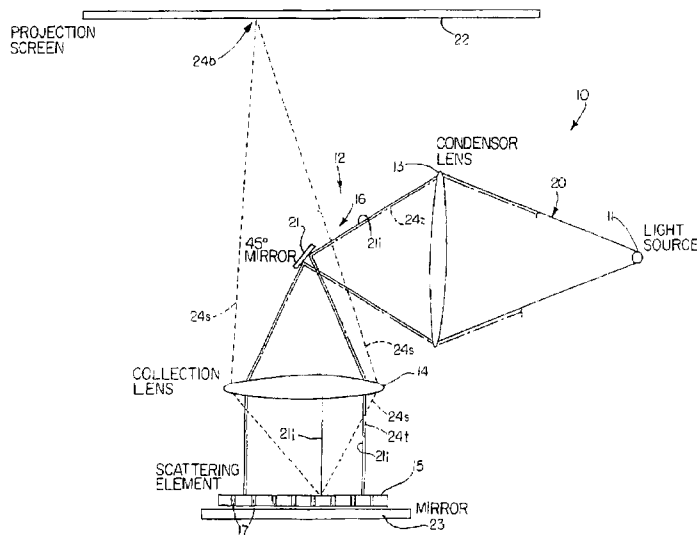 PROJECTION
SCREEN
24b
22
10
CONDENSOR
LENS
13
12
20
16
11
LIGHT
SOURCE
24z
21i
21
45° MIRROR
24s
24s
COLLECTION
LENS
14
24s
24t
21i
21i
SCATTERING
ELEMENT
15
MIRROR
17
23